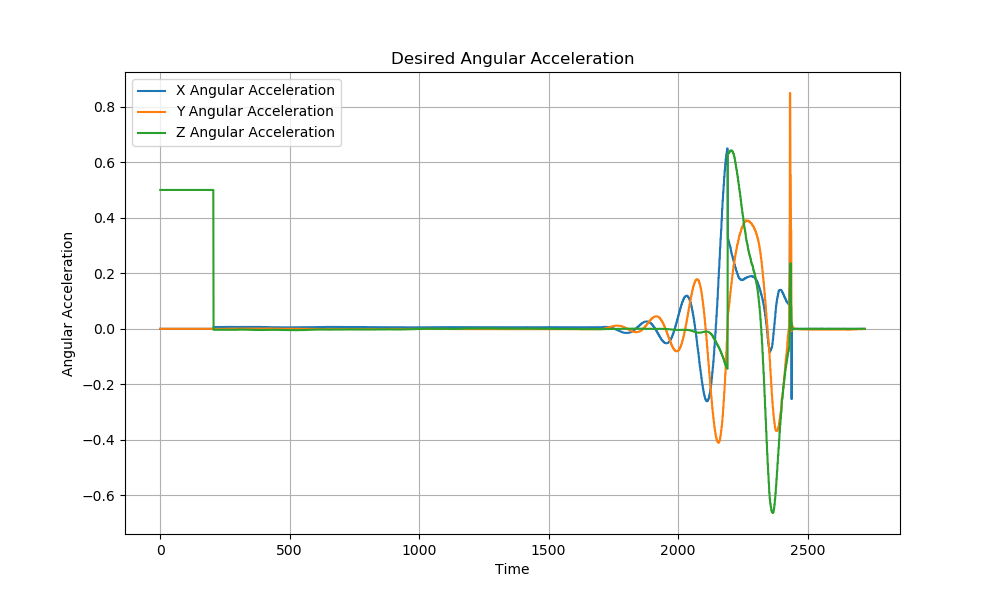 Desired Angular Acceleration
X Angular Acceleration
Y Angular Acceleration
Z Angular Acceleration
Angular Acceleration
0.8
0.6
0.4
0.2
0.0
−0.2
−0.4
−0.6
0
500
1000
1500
2000
2500
Time